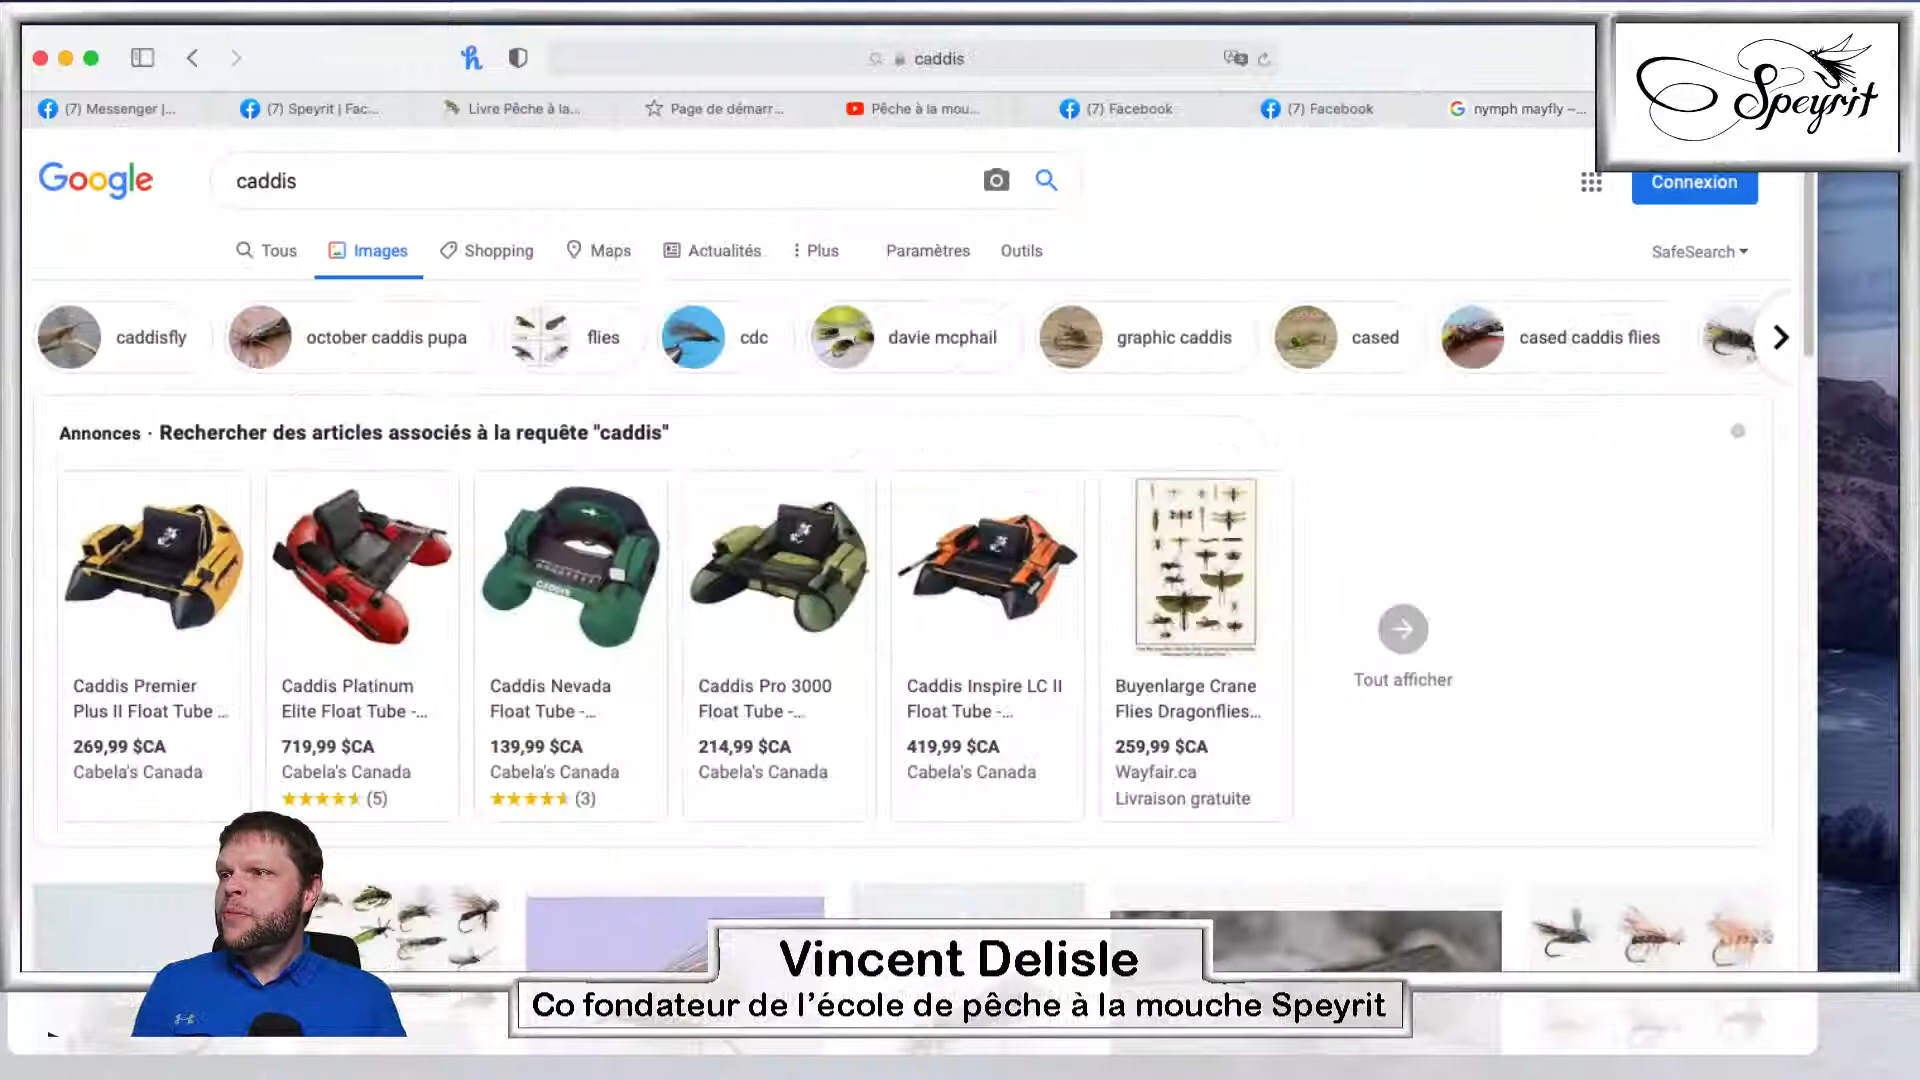 caddis
(7) Messenger |...
(7) Speyrit | Fac...
Livre Pêche à la...
Page de démarr...
Pêche à la mou...
(7) Facebook
(7) Facebook
nymph mayfly –...
Speyrit
Google
caddis
Connexion
Tous
Images
Shopping
Maps
Actualités
Plus
Paramètres
Outils
SafeSearch
caddisfly
october caddis pupa
flies
cdc
davie mcphail
graphic caddis
cased
cased caddis flies
Annonces · Rechercher des articles associés à la requête "caddis"
Caddis Premier
Plus II Float Tube ...
269,99 $CA
Cabela's Canada
Caddis Platinum
Elite Float Tube -...
719,99 $CA
Cabela's Canada
(5)
CADDIS
Caddis Nevada
Float Tube -...
139,99 $CA
Cabela's Canada
(3)
Caddis Pro 3000
Float Tube -...
214,99 $CA
Cabela's Canada
Caddis Inspire LC II
Float Tube -...
419,99 $CA
Cabela's Canada
Buyenlarge Crane
Flies Dragonflies...
259,99 $CA
Wayfair.ca
Livraison gratuite
Tout afficher
Vincent Delisle
Co fondateur de l'école de pêche à la mouche Speyrit